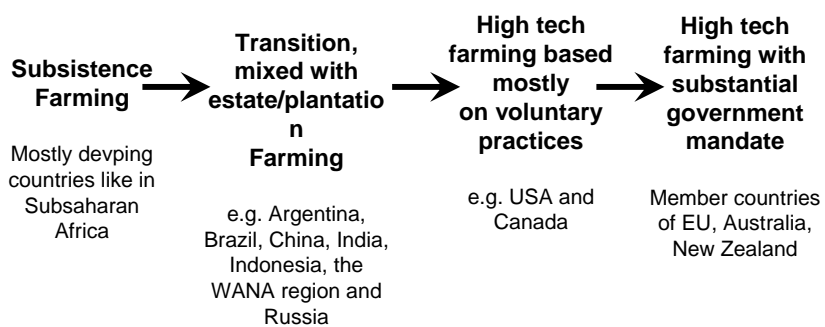 Subsistence
Farming
Mostly devping
countries like in
Subsaharan
Africa
Transition,
mixed with
estate/plantatio
n
Farming
e.g. Argentina,
Brazil, China, India,
Indonesia, the
WANA region and
Russia
High tech
farming based
mostly
on voluntary
practices
e.g. USA and
Canada
High tech
farming with
substantial
government
mandate
Member countries
of EU, Australia,
New Zealand